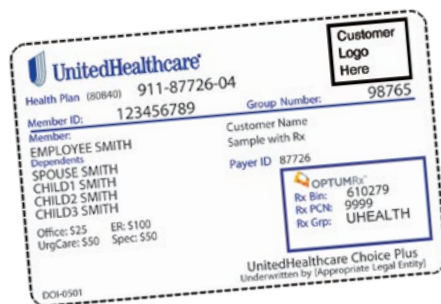 UnitedHealthcare®
Customer
Logo
Here
Health Plan (80840) 911-87726-04
Member ID: 123456789 Group Number: 98765
Member:
EMPLOYEE SMITH
Dependents
SPOUSE SMITH
CHILD1 SMITH
CHILD2 SMITH
CHILD3 SMITH
Customer Name
Sample with Rx
Payer ID 87726
OPTUMRx™
Rx Bin: 610279
Rx PCN: 9999
Rx Grp: UHEALTH
Office: $25 ER: $100
UrgCare: $50 Spec: $50
UnitedHealthcare Choice Plus
Underwritten by [Appropriate Legal Entity]
DOI-0501